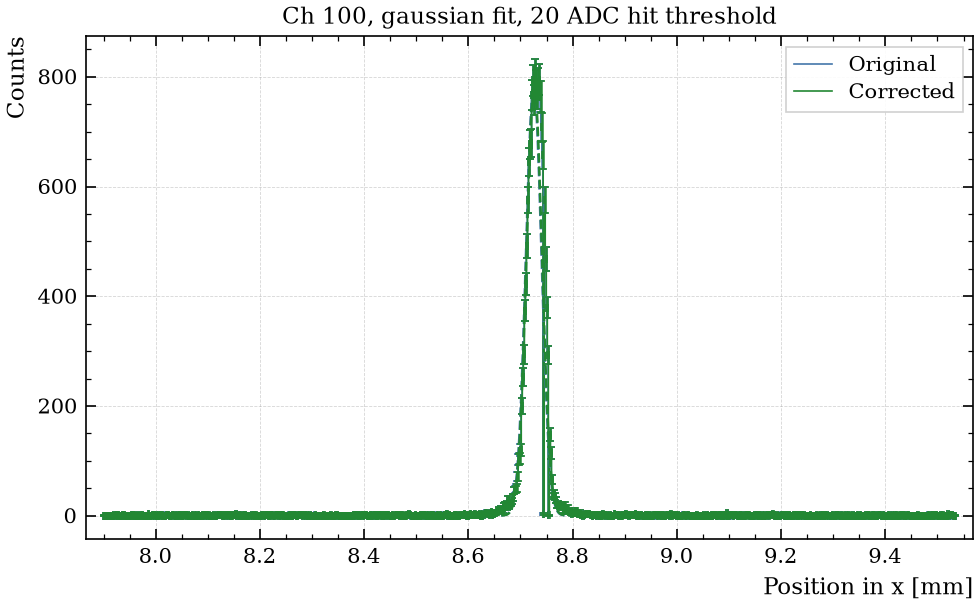 Ch 100, gaussian fit, 20 ADC hit threshold
Counts
Original
Corrected
800
600
400
200
0
8.0 8.2 8.4 8.6 8.8 9.0 9.2 9.4
Position in x [mm]